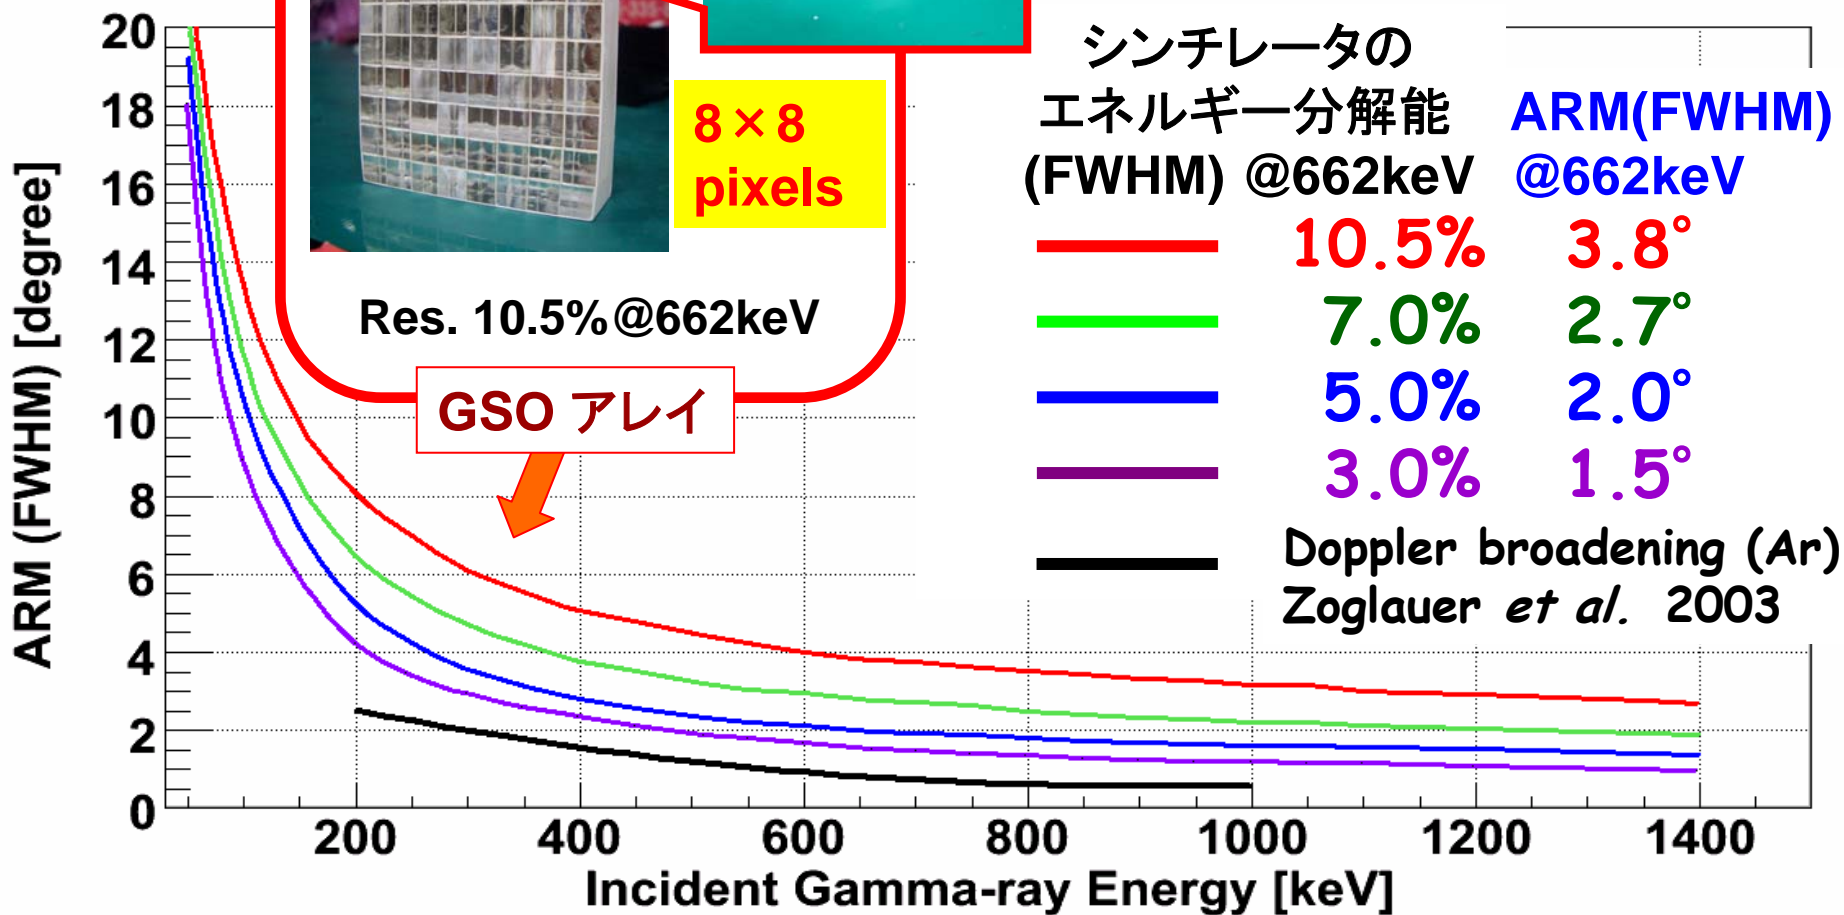 20
18
16
14
12
10
8
6
4
2
0
ARM (FWHM) [degree]
8×8
pixels
Res. 10.5%@662keV
GSO アレイ
シンチレータの
エネルギー分解能 ARM(FWHM)
(FWHM) @662keV @662keV
10.5% 3.8°
7.0% 2.7°
5.0% 2.0°
3.0% 1.5°
Doppler broadening (Ar)
Zoglauer et al. 2003
200 400 600 800 1000 1200 1400
Incident Gamma-ray Energy [keV]